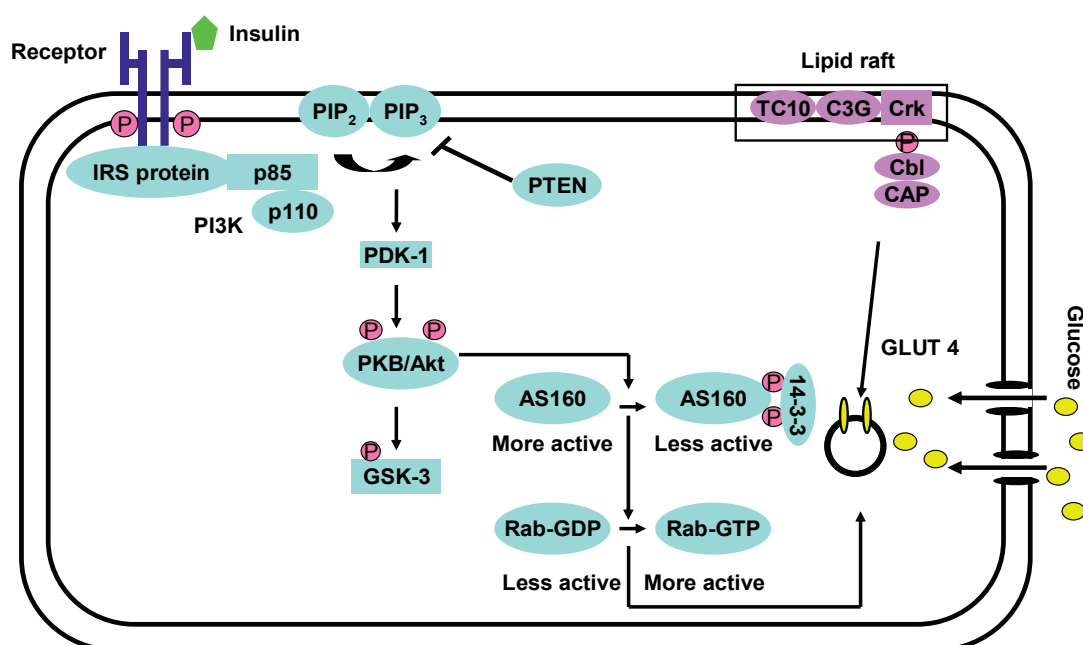 Insulin
Receptor
Lipid raft
PIP2 PIP3
TC10 C3G Crk
P P
P
IRS protein p85
Cbl
PTEN
CAP
p110
PI3K
PDK-1
Glucose
P P
GLUT 4
PKB/Akt
P
AS160 AS160 14-3-3
P
More active Less active
P
GSK-3
Rab-GDP Rab-GTP
Less active More active